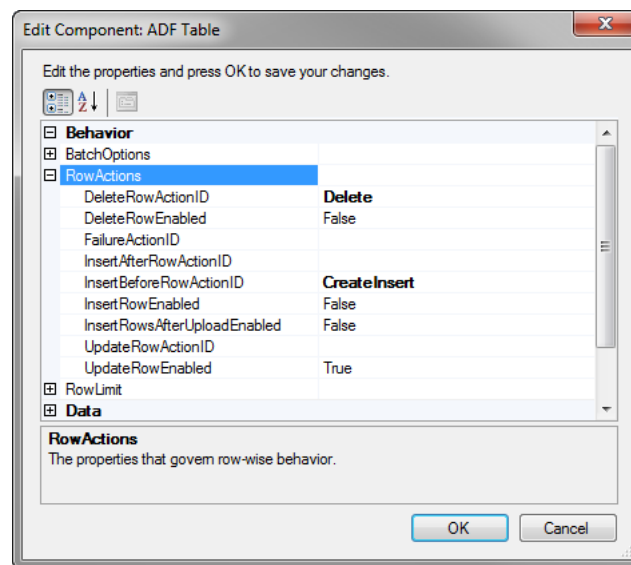 Edit Component: ADF Table
Edit the properties and press OK to save your changes.
Behavior
BatchOptions
RowActions
DeleteRowActionID Delete
DeleteRowEnabled False
FailureActionID
InsertAfterRowActionID
InsertBeforeRowActionID CreateInsert
InsertRowEnabled False
InsertRowsAfterUploadEnabled False
UpdateRowActionID
UpdateRowEnabled True
RowLimit
Data
RowActions
The properties that govern row-wise behavior.
OK Cancel